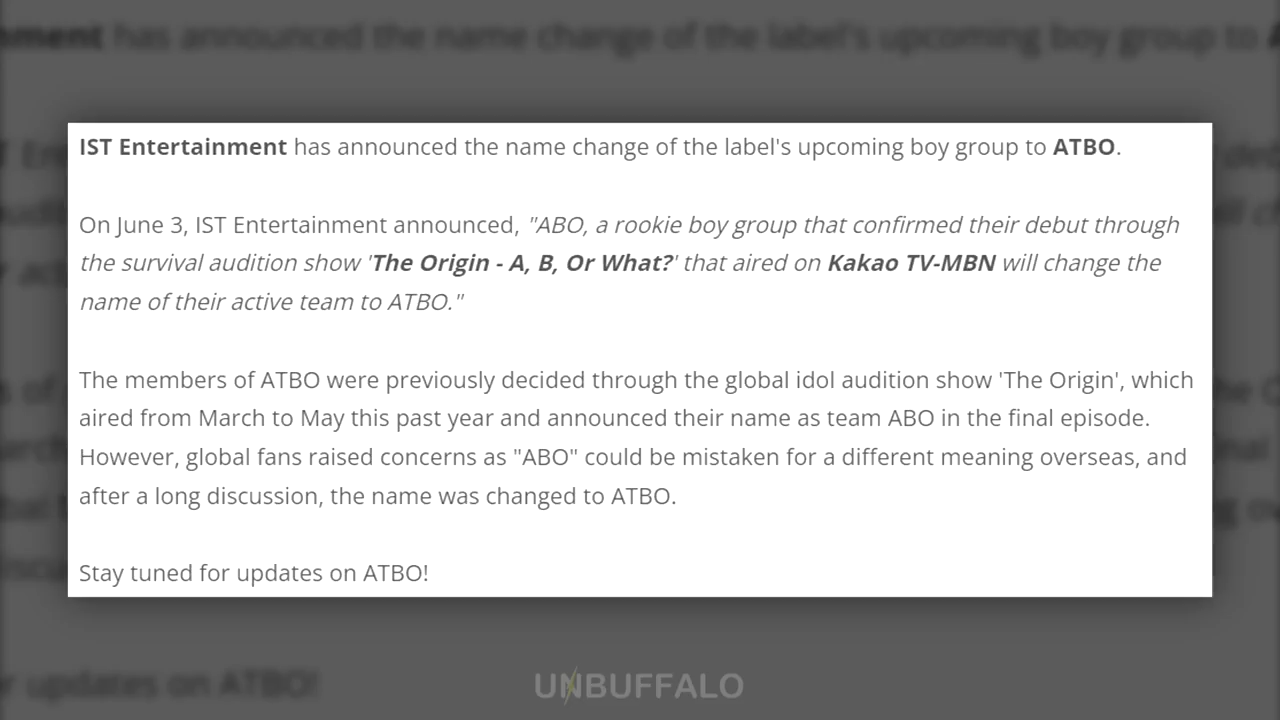 IST Entertainment has announced the name change of the label's upcoming boy group to ATBO.
On June 3, IST Entertainment announced, "ABO, a rookie boy group that confirmed their debut through
the survival audition show 'The Origin - A, B, Or What?' that aired on Kakao TV-MBN will change the
name of their active team to ATBO."
The members of ATBO were previously decided through the global idol audition show 'The Origin', which
aired from March to May this past year and announced their name as team ABO in the final episode.
However, global fans raised concerns as "ABO" could be mistaken for a different meaning overseas, and
after a long discussion, the name was changed to ATBO.
Stay tuned for updates on ATBO!
UNBUFFALO